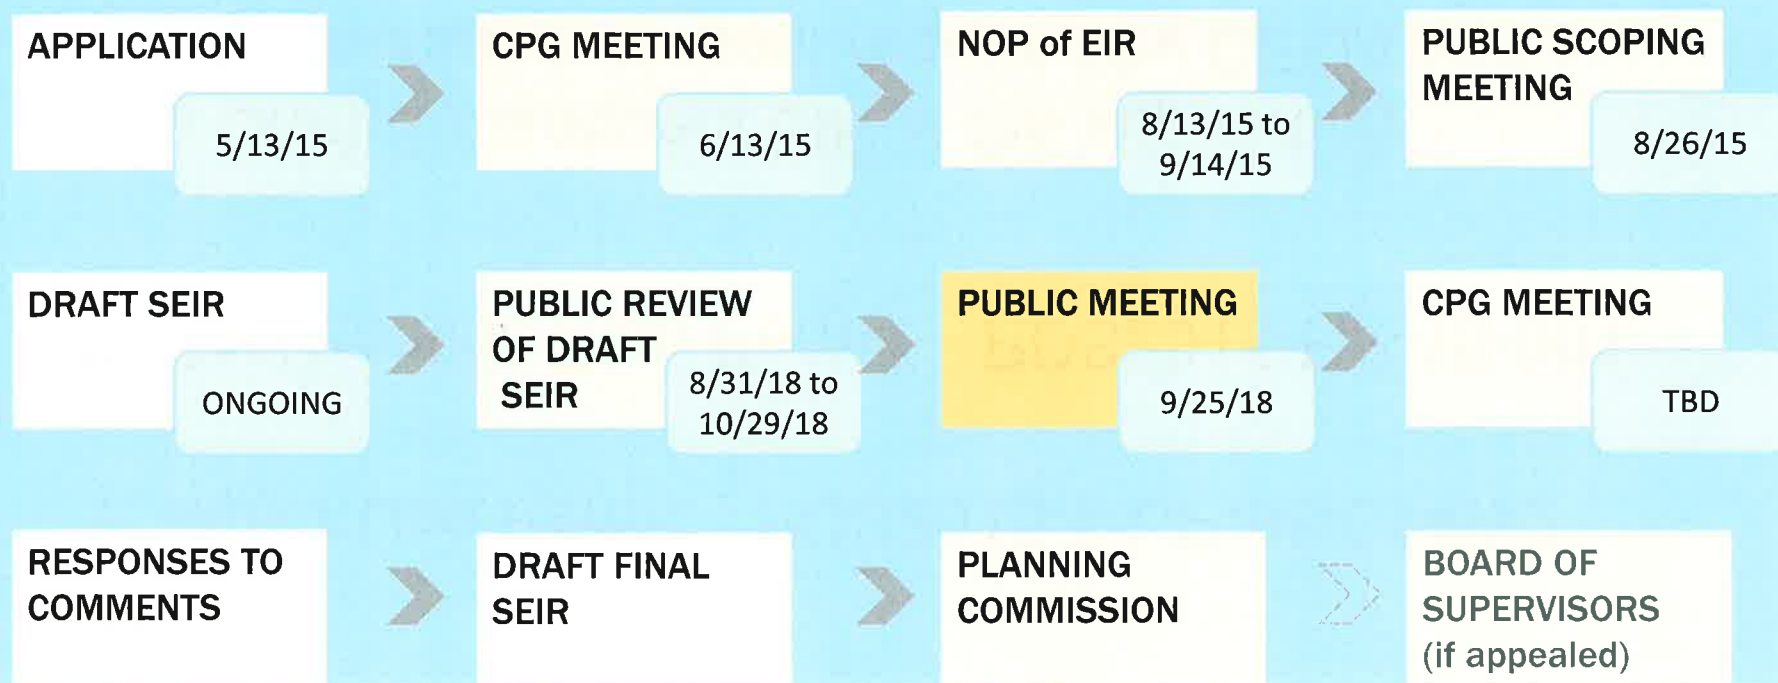 APPLICATION
5/13/15
CPG MEETING
6/13/15
NOP of EIR
8/13/15 to
9/14/15
PUBLIC SCOPING
MEETING
8/26/15
DRAFT SEIR
ONGOING
PUBLIC REVIEW
OF DRAFT
SEIR
8/31/18 to
10/29/18
PUBLIC MEETING
9/25/18
CPG MEETING
TBD
RESPONSES TO
COMMENTS
DRAFT FINAL
SEIR
PLANNING
COMMISSION
BOARD OF
SUPERVISORS
(if appealed)